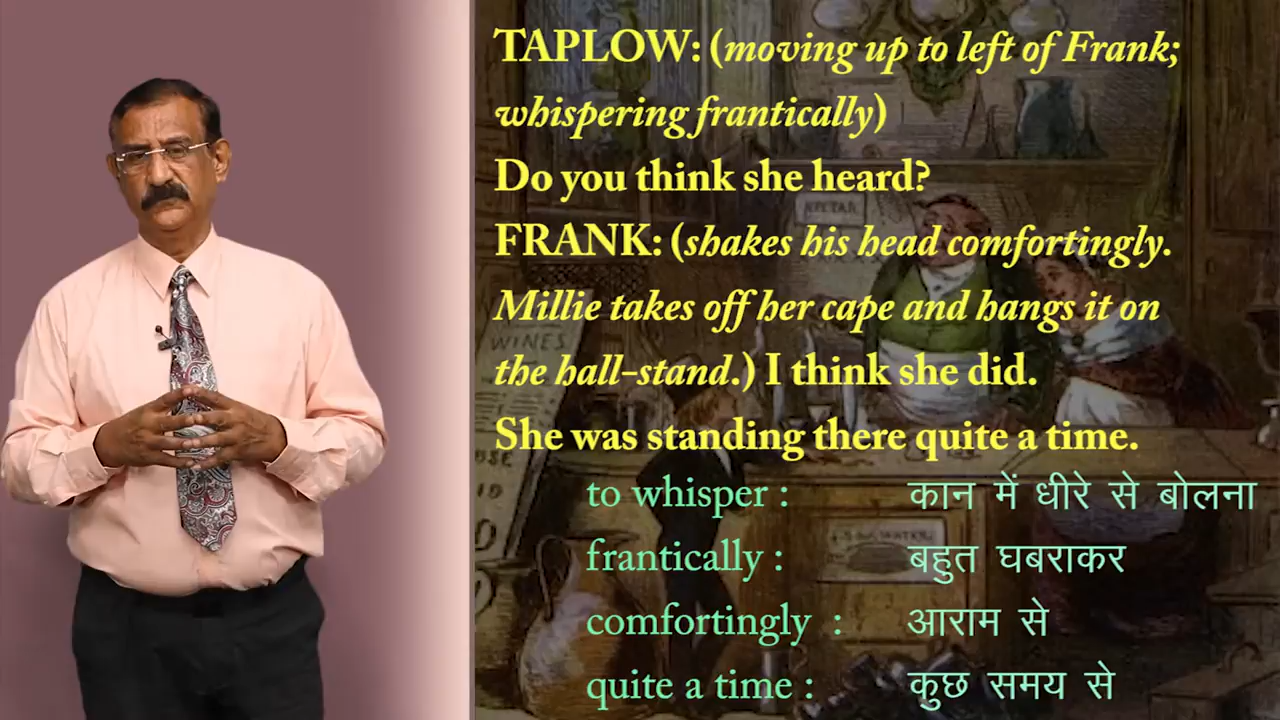 TAPLOW: (moving up to left of Frank;
whispering frantically)
Do you think she heard?
FRANK: (shakes his head comfortingly.
Millie takes off her cape and hangs it on
the hall-stand.) I think she did.
She was standing there quite a time.
to whisper : कान में धीरे से बोलना
frantically : बहुत घबराकर
comfortingly : आराम से
quite a time : कुछ समय से
WINES